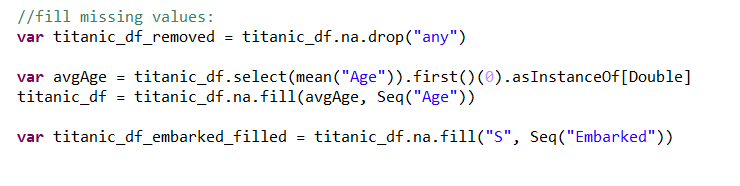 //fill missing values:
var titanic_df_removed = titanic_df.na.drop("any")
var avgAge = titanic_df.select(mean("Age")).first()(0).asInstanceOf[Double]
titanic_df = titanic_df.na.fill(avgAge, Seq("Age"))
var titanic_df_embarked_filled = titanic_df.na.fill("S", Seq("Embarked"))